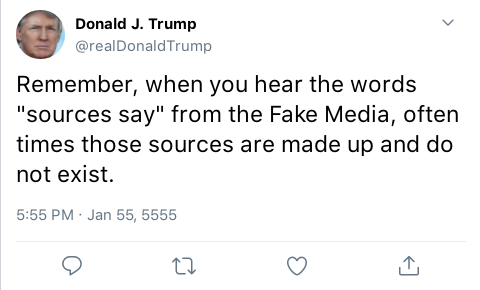 Donald J. Trump
@realDonaldTrump
Remember, when you hear the words
"sources say" from the Fake Media, often
times those sources are made up and do
not exist.
5:55 PM · Jan 55, 5555